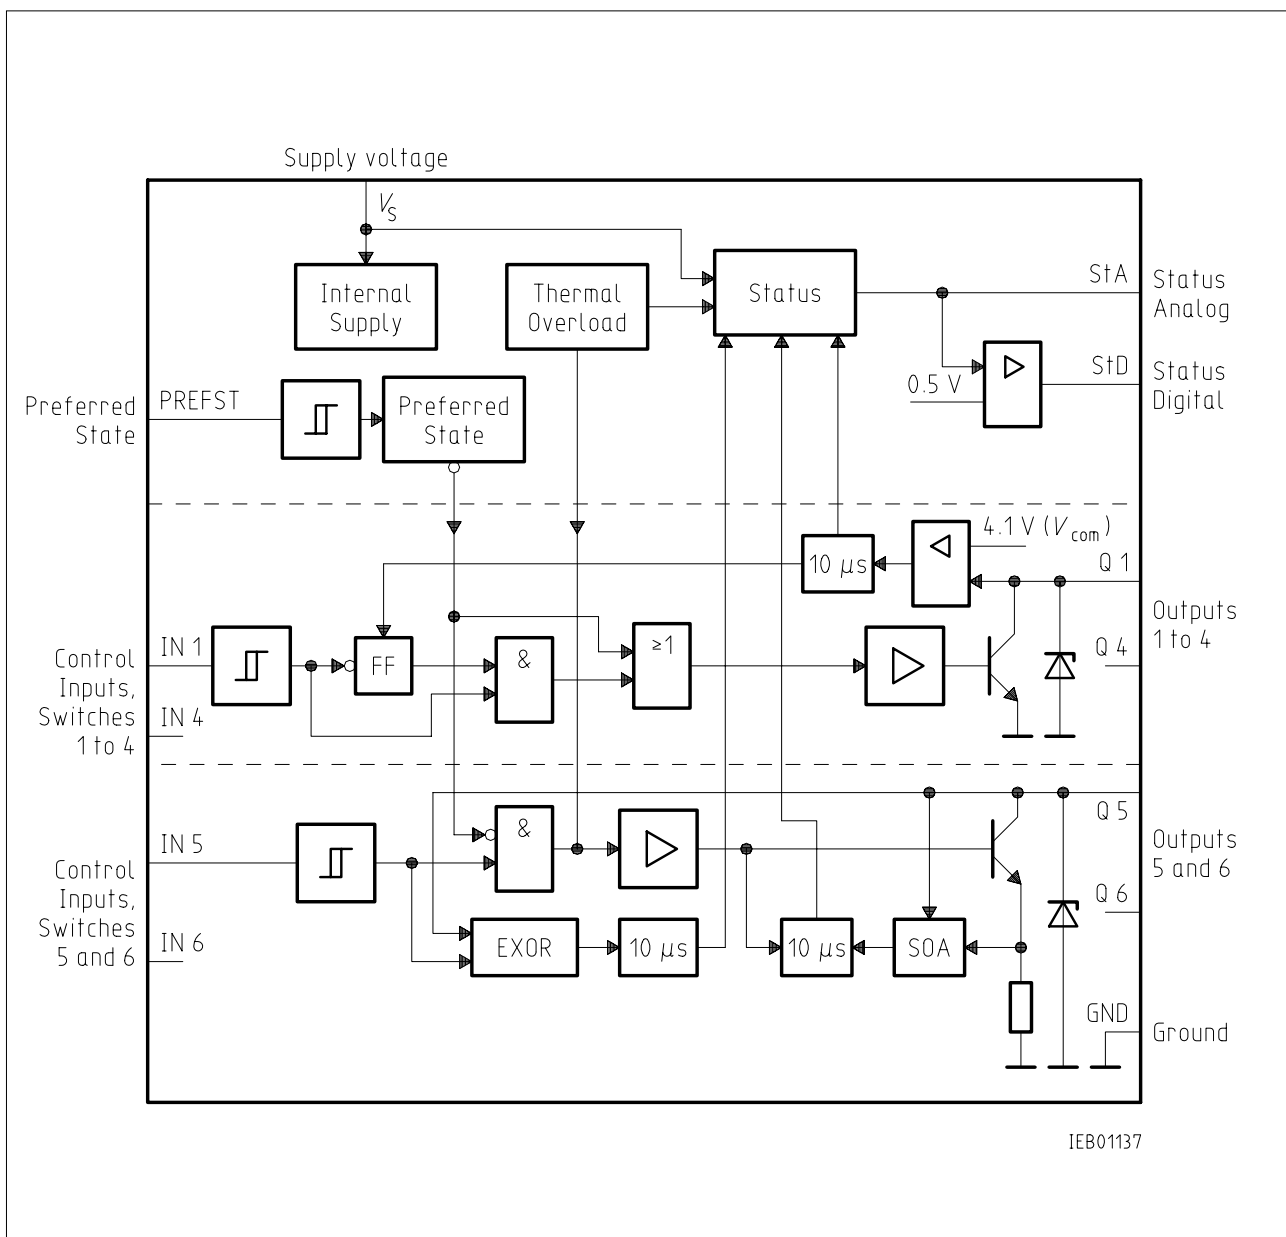 Supply voltage
VS
Internal
Supply
Thermal
Overload
Status
StA
Status
Analog
0.5 V
StD
Status
Digital
Preferred
State
PREFST
Preferred
State
4.1 V (Vcom)
10 µs
Q 1
Outputs
1 to 4
Q 4
Control
Inputs,
Switches
1 to 4
IN 1
IN 4
FF
&
≥1
Q 5
Outputs
5 and 6
Q 6
Control
Inputs,
Switches
5 and 6
IN 5
IN 6
&
EXOR
10 µs
10 µs
SOA
GND
Ground
IEB01137